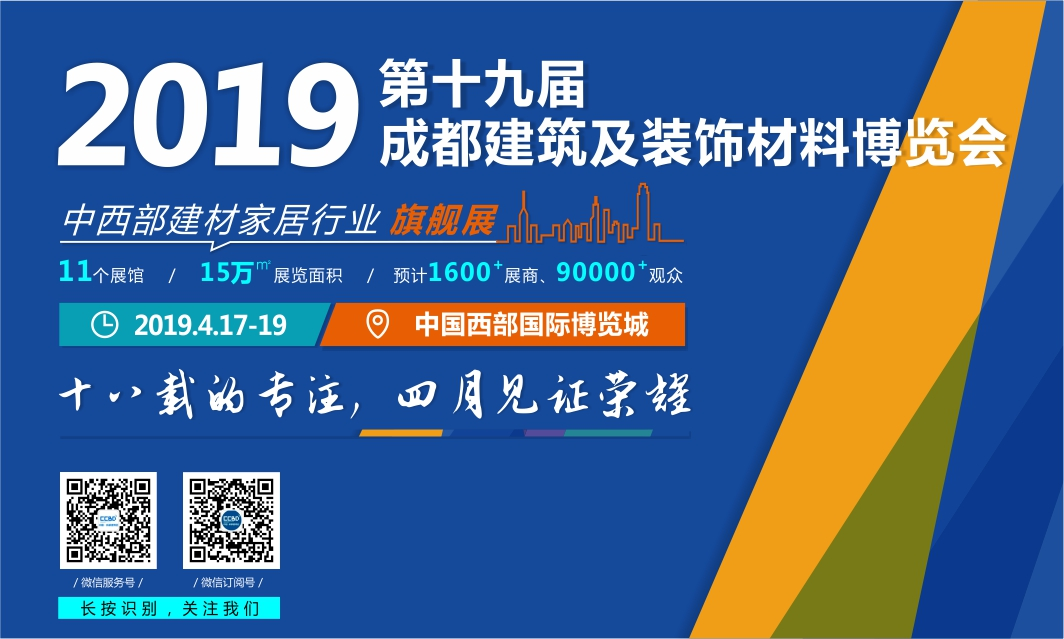 2019
第十九届
成都建筑及装饰材料博览会
中西部建材家居行业 旗舰展
11个展馆 / 15万㎡展览面积 / 预计1600+展商、90000+观众
2019.4.17-19 中国西部国际博览城
十八载的专注，四月见证荣耀
CCBD CCBD
/ 微信服务号 / / 微信订阅号 /
长按识别，关注我们